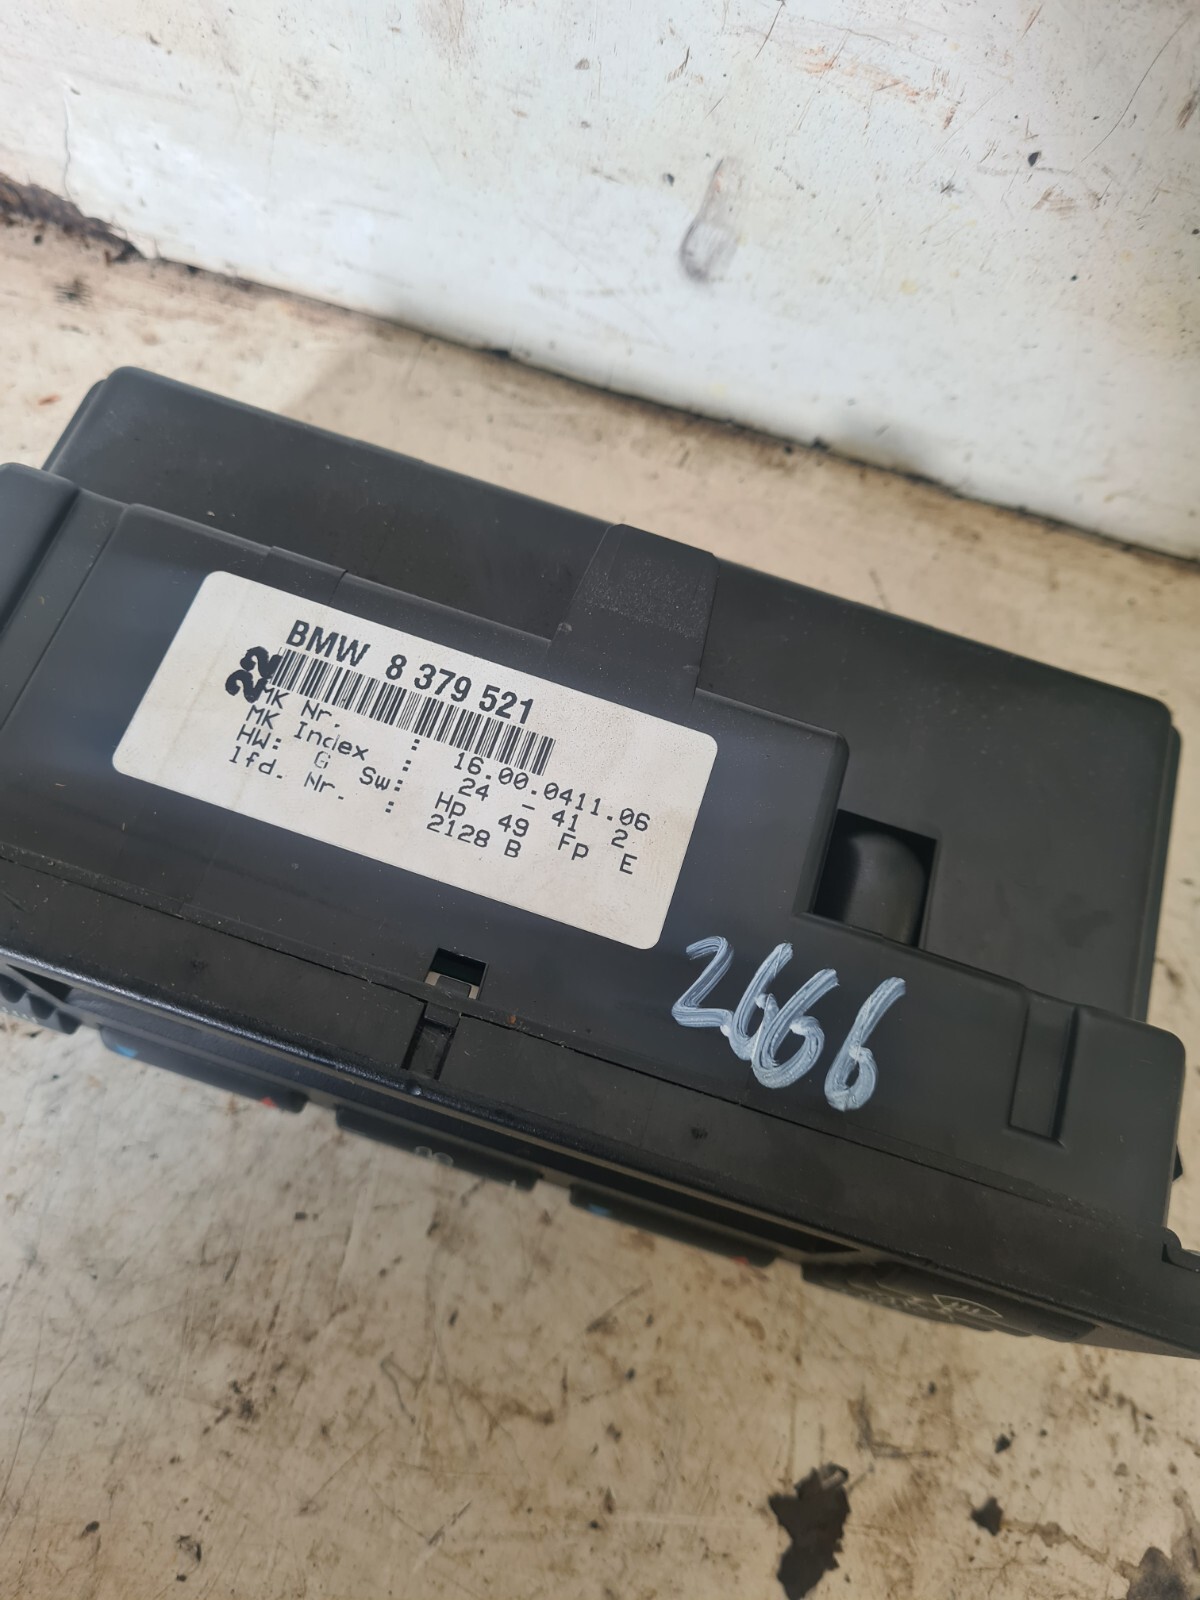 BMW 8 379 521
22
MK Nr. : 16.00.0411.06
MK Index : 24 - 41 2
HW: G Sw: Hp 49 Fp E
lfd. Nr. : 2128 B
2666